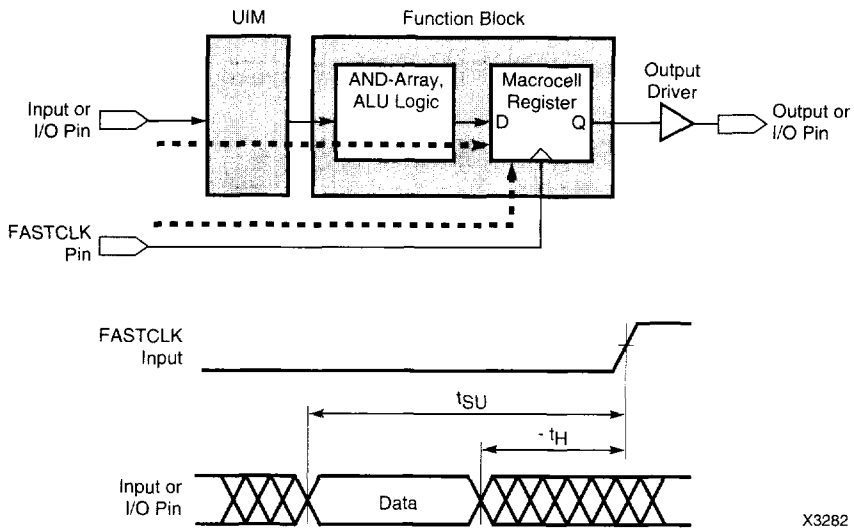 UIM
Function Block
AND-Array,
ALU Logic
Macrocell
Register
D
Q
Output
Driver
Input or
I/O Pin
Output or
I/O Pin
FASTCLK
Pin
FASTCLK
Input
tSU
- tH
Input or
I/O Pin
Data
X3282